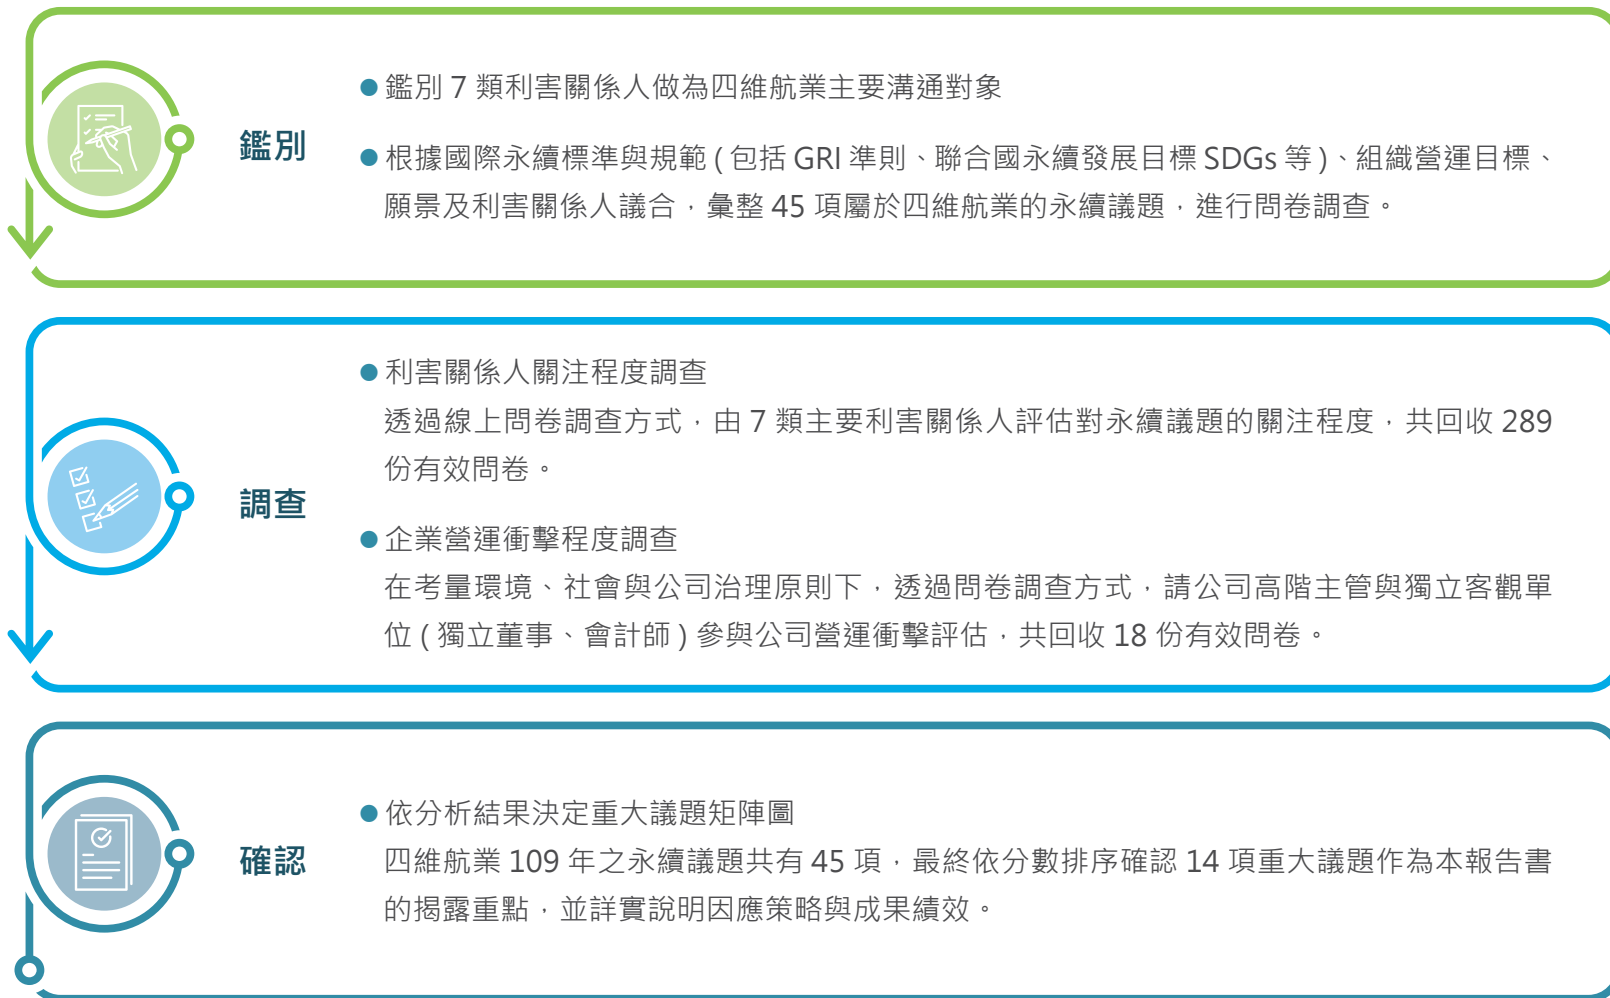 鑑別
●鑑別 7 類利害關係人做為四維航業主要溝通對象
●根據國際永續標準與規範 ( 包括 GRI 準則、聯合國永續發展目標 SDGs 等 )、組織營運目標、
願景及利害關係人議合，彙整 45 項屬於四維航業的永續議題，進行問卷調查。
調查
●利害關係人關注程度調查
透過線上問卷調查方式，由 7 類主要利害關係人評估對永續議題的關注程度，共回收 289
份有效問卷。
●企業營運衝擊程度調查
在考量環境、社會與公司治理原則下，透過問卷調查方式，請公司高階主管與獨立客觀單
位 ( 獨立董事、會計師 ) 參與公司營運衝擊評估，共回收 18 份有效問卷。
確認
●依分析結果決定重大議題矩陣圖
四維航業 109 年之永續議題共有 45 項，最終依分數排序確認 14 項重大議題作為本報告書
的揭露重點，並詳實說明因應策略與成果績效。